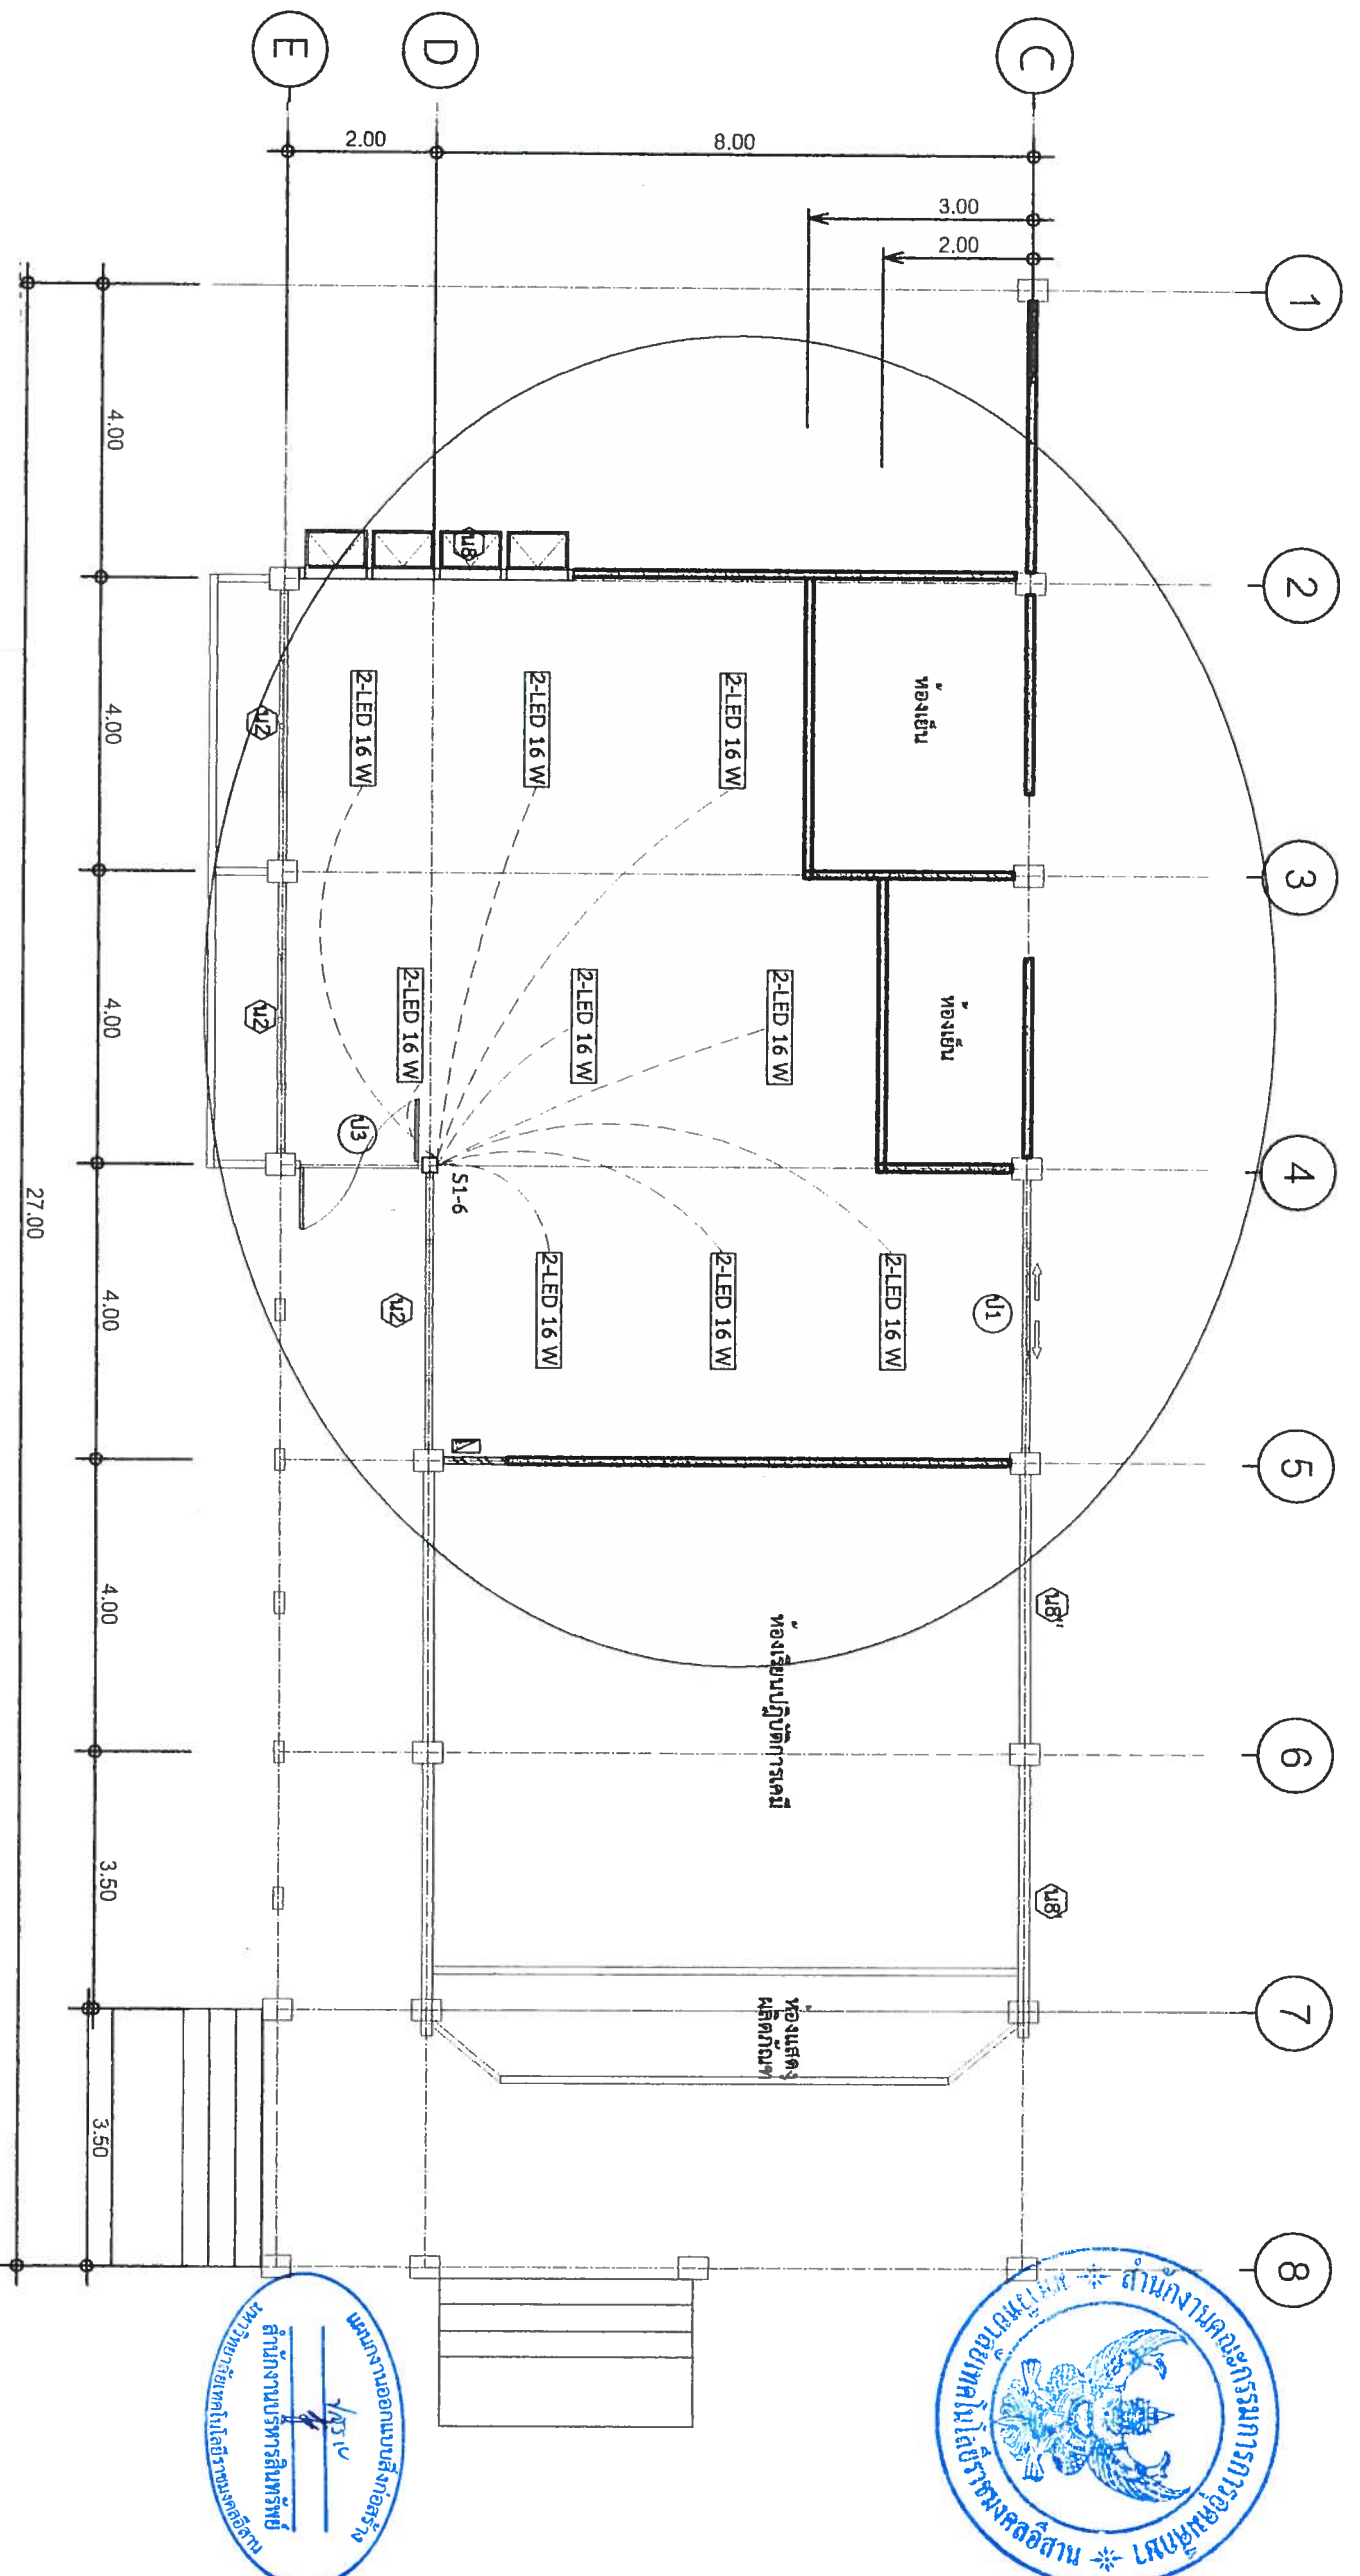 1
2
3
4
5
6
7
8
C
D
E
8.00
2.00
3.00
2.00
น8
ห้องเย็น
ห้องเย็น
2-LED 16 W
2-LED 16 W
2-LED 16 W
2-LED 16 W
2-LED 16 W
2-LED 16 W
2-LED 16 W
2-LED 16 W
2-LED 16 W
S1-6
ป1
ป3
น2
น2
น2
น8'
น8'
ห้องเรียนปฏิบัติการเคมี
ห้องแสดง
ผลิตภัณฑ์
4.00
4.00
4.00
4.00
4.00
3.50
3.50
27.00
สำนักงานคณะกรรมการการอุดมศึกษา
มหาวิทยาลัยเทคโนโลยีราชมงคลอีสาน
แผนกงานออกแบบสิ่งก่อสร้าง
สำนักงานบริหารสินทรัพย์
มหาวิทยาลัยเทคโนโลยีราชมงคลอีสาน